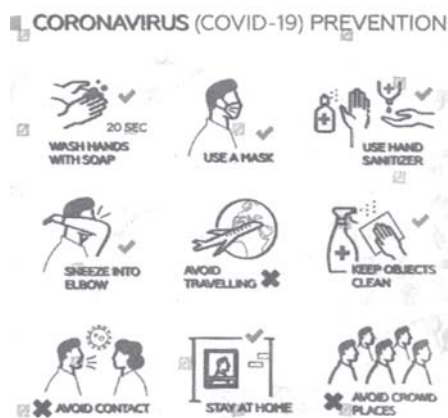 CORONAVIRUS (COVID-19) PREVENTION
20 SEC
WASH HANDS
WITH SOAP
USE A MASK
USE HAND
SANITIZER
SNEEZE INTO
ELBOW
AVOID
TRAVELLING
KEEP OBJECTS
CLEAN
AVOID CONTACT
STAY AT HOME
AVOID CROWD
PLACES